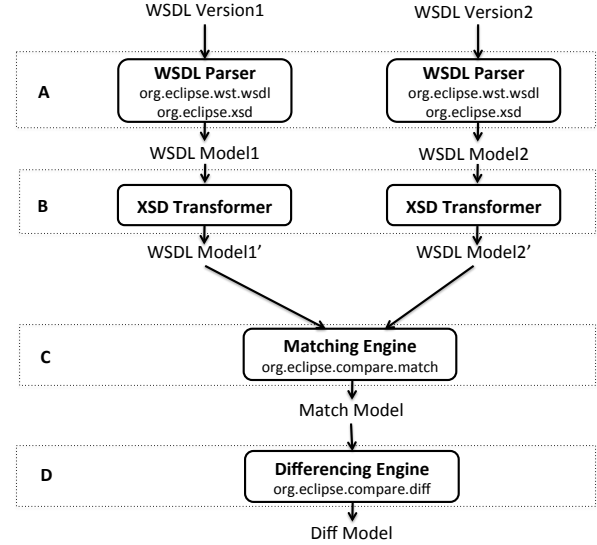 WSDL Version1
WSDL Version2
A
WSDL Parser
org.eclipse.wst.wsdl
org.eclipse.xsd
WSDL Parser
org.eclipse.wst.wsdl
org.eclipse.xsd
WSDL Model1
WSDL Model2
B
XSD Transformer
XSD Transformer
WSDL Model1’
WSDL Model2’
C
Matching Engine
org.eclipse.compare.match
Match Model
D
Differencing Engine
org.eclipse.compare.diff
Diff Model